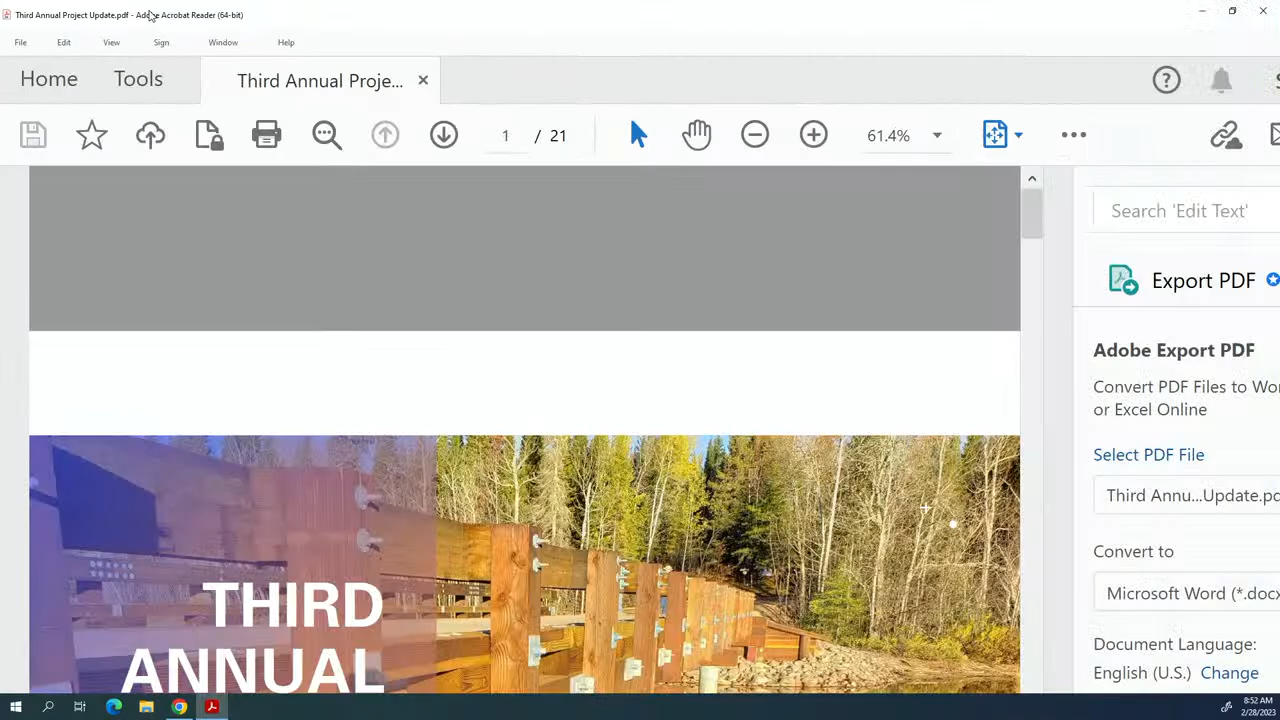 Third Annual Project Update.pdf - Adobe Acrobat Reader (64-bit)
File Edit View Sign Window Help
Home Tools Third Annual Proje...
1 / 21 61.4%
Search 'Edit Text'
Export PDF
Adobe Export PDF
Convert PDF Files to Wor
or Excel Online
Select PDF File
Third Annu...Update.pd
Convert to
Microsoft Word (*.docx
Document Language:
English (U.S.) Change
THIRD
ANNUAL
8:52 AM
2/28/2023